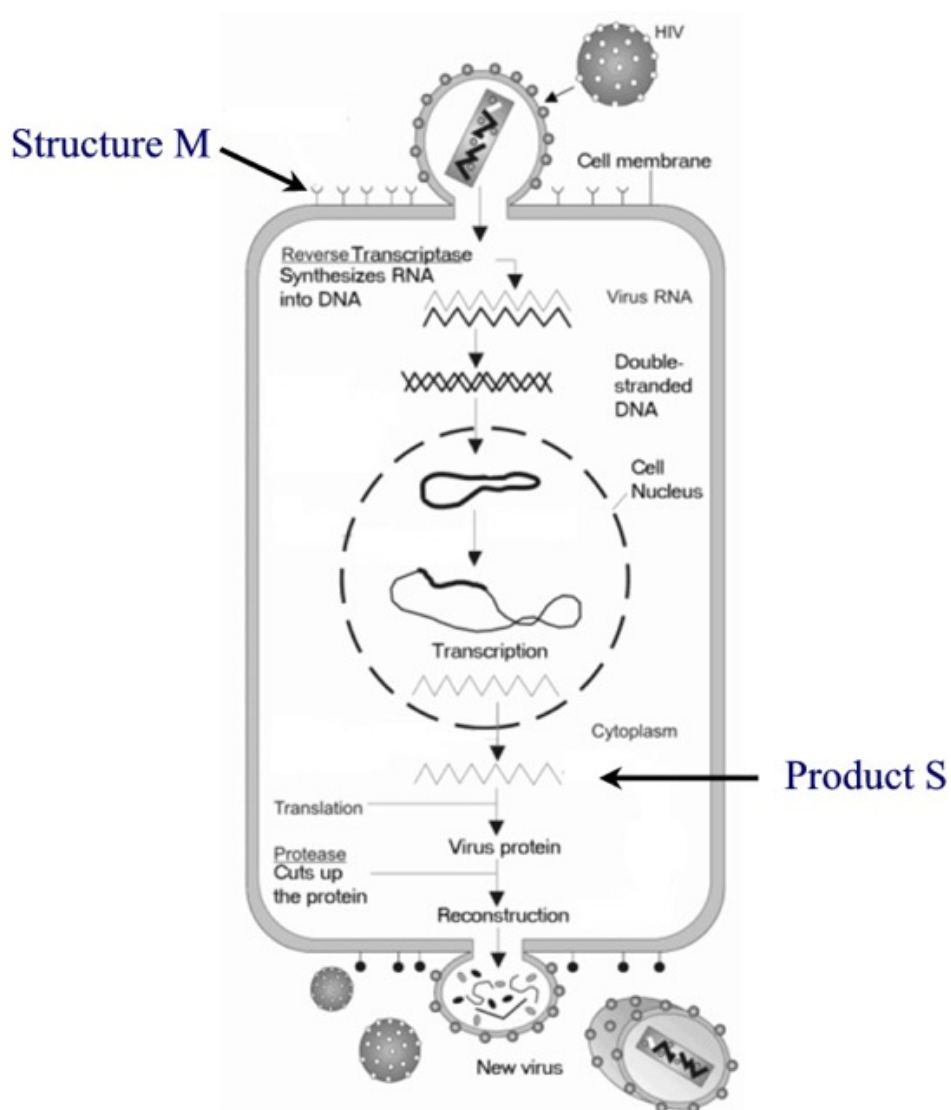 HIV
Structure M
Cell membrane
Reverse Transcriptase
Synthesizes RNA
into DNA
Virus RNA
Double-
stranded
DNA
Cell
Nucleus
Transcription
Cytoplasm
Product S
Translation
Virus protein
Protease
Cuts up
the protein
Reconstruction
New virus